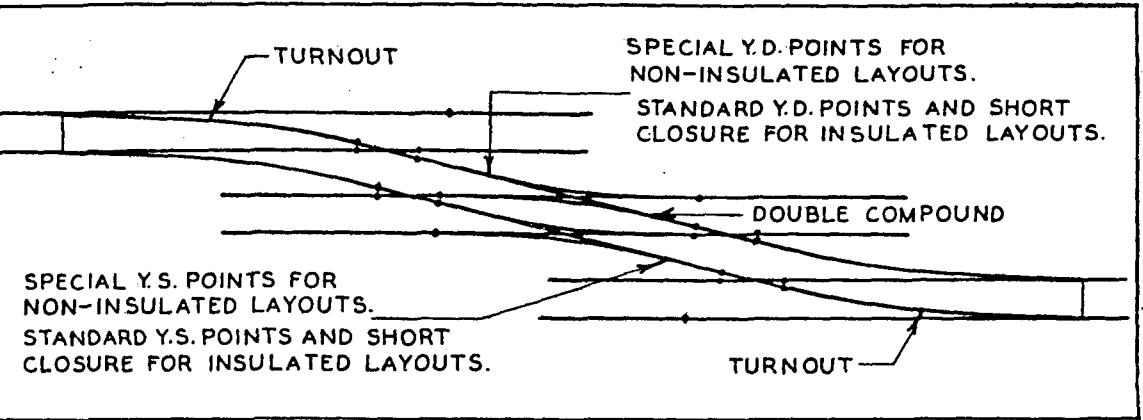 TURNOUT
SPECIAL Y.D. POINTS FOR
NON-INSULATED LAYOUTS.
STANDARD Y.D. POINTS AND SHORT
CLOSURE FOR INSULATED LAYOUTS.
DOUBLE COMPOUND
SPECIAL Y.S. POINTS FOR
NON-INSULATED LAYOUTS.
STANDARD Y.S. POINTS AND SHORT
CLOSURE FOR INSULATED LAYOUTS.
TURNOUT